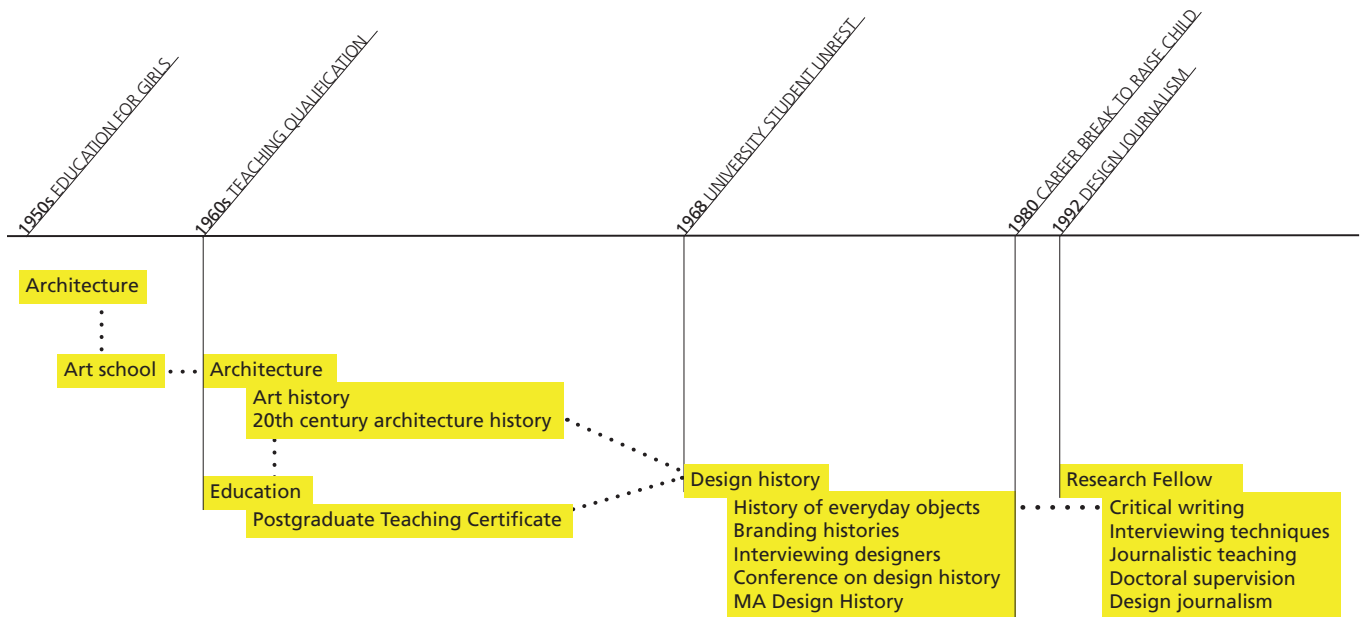 1950s EDUCATION FOR GIRLS
1960s TEACHING QUALIFICATION
1968 UNIVERSITY STUDENT UNREST
1980 CAREER BREAK TO RAISE CHILD
1992 DESIGN JOURNALISM
Architecture
Art school
Architecture
Art history
20th century architecture history
Education
Postgraduate Teaching Certificate
Design history
History of everyday objects
Branding histories
Interviewing designers
Conference on design history
MA Design History
Research Fellow
Critical writing
Interviewing techniques
Journalistic teaching
Doctoral supervision
Design journalism